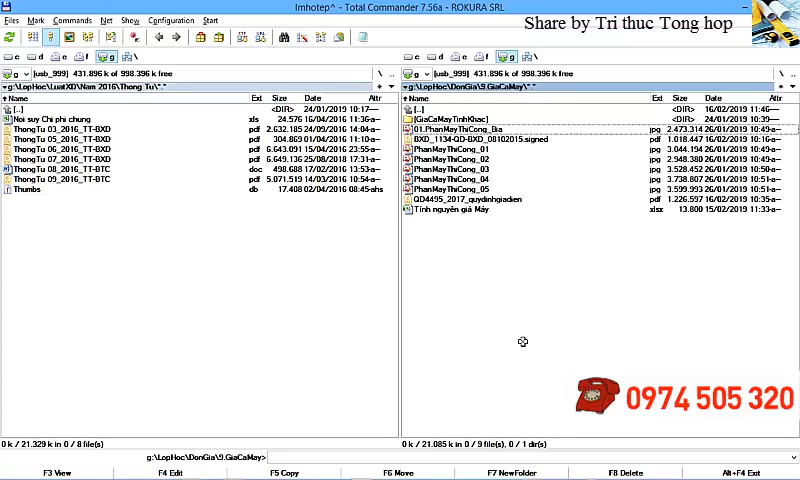 Imhotep^ - Total Commander 7.56a - ROKURA SRL
Files Mark Commands Net Show Configuration Start
Share by Tri thuc Tong hop
c d e f g \
c d e f g \
g [usb_999] 431.896 k of 998.396 k free \ ..
g [usb_999] 431.896 k of 998.396 k free \ ..
g:\LopHoc\LuatXD\Nam 2016\Thong Tu\*.* * 
g:\LopHoc\DonGia\9.GiaCaMay\*.* *
Name Ext Size Date Attr
[..] <DIR> 24/01/2019 10:17----
Noi suy Chi phi chung xls 24.576 16/04/2016 11:36-a--
ThongTu 03_2016_TT-BXD pdf 2.632.185 24/03/2016 14:04-a--
ThongTu 05_2016_TT-BXD pdf 304.869 01/04/2016 11:10-a--
ThongTu 06_2016_TT-BXD pdf 6.643.091 15/04/2016 23:55-a--
ThongTu 07_2016_TT-BXD pdf 6.649.136 25/08/2018 17:31-a--
ThongTu 08_2016_TT-BTC doc 498.688 17/02/2016 13:53-a--
ThongTu 09_2016_TT-BTC pdf 5.071.519 14/03/2016 10:54-a--
Thumbs db 17.408 02/04/2016 08:45-ahs
Name Ext Size Date Attr
[..] <DIR> 16/02/2019 11:46----
[GiaCaMayTinhKhac] <DIR> 24/01/2019 10:39----
01.PhanMayThiCong_Bia jpg 2.473.314 26/01/2019 10:49-a--
BXD_1134-QD-BXD_08102015.signed pdf 1.018.447 16/02/2019 10:32-a--
PhanMayThiCong_01 jpg 3.044.194 26/01/2019 10:49-a--
PhanMayThiCong_02 jpg 2.948.380 26/01/2019 10:49-a--
PhanMayThiCong_03 jpg 3.528.452 26/01/2019 10:50-a--
PhanMayThiCong_04 jpg 3.738.807 26/01/2019 10:51-a--
PhanMayThiCong_05 jpg 3.599.993 26/01/2019 10:51-a--
QD4495_2017_quydinhgiadien pdf 1.226.597 16/02/2019 10:35-a--
Tính nguyên giá Máy xlsx 13.800 15/02/2019 11:33-a--
0974 505 320
0 k / 21.329 k in 0 / 8 file(s)
0 k / 21.085 k in 0 / 9 file(s), 0 / 1 dir(s)
g:\LopHoc\DonGia\9.GiaCaMay>
F3 View F4 Edit F5 Copy F6 Move F7 NewFolder F8 Delete Alt+F4 Exit